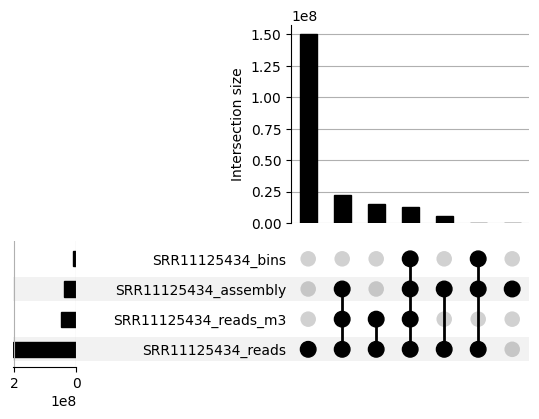 1e8
1.50
1.25
1.00
0.75
0.50
0.25
0.00
Intersection size
SRR11125434_bins
SRR11125434_assembly
SRR11125434_reads_m3
SRR11125434_reads
2 0
1e8